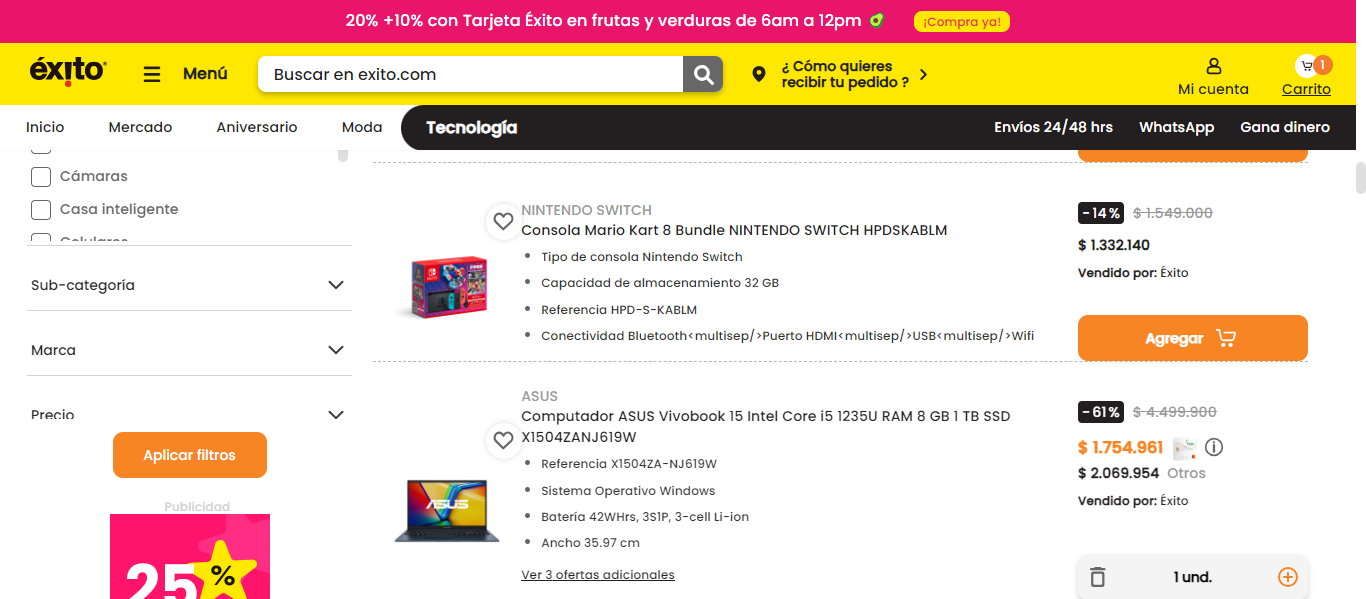 20% +10% con Tarjeta Éxito en frutas y verduras de 6am a 12pm
¡Compra ya!
éxito
Menú
Buscar en exito.com
¿ Cómo quieres
recibir tu pedido ?
Mi cuenta
1
Carrito
Inicio
Mercado
Aniversario
Moda
Tecnología
Envíos 24/48 hrs
WhatsApp
Gana dinero
Cámaras
Casa inteligente
Celulares
Sub-categoría
Marca
Precio
Aplicar filtros
Publicidad
25
%
NINTENDO SWITCH
Consola Mario Kart 8 Bundle NINTENDO SWITCH HPDSKABLM
Tipo de consola Nintendo Switch
Capacidad de almacenamiento 32 GB
Referencia HPD-S-KABLM
Conectividad Bluetooth<multisep/>Puerto HDMI<multisep/>USB<multisep/>Wifi
-14% $ 1.549.000
$ 1.332.140
Vendido por: Éxito
Agregar
ASUS
Computador ASUS Vivobook 15 Intel Core i5 1235U RAM 8 GB 1 TB SSD
X1504ZANJ619W
Referencia X1504ZA-NJ619W
Sistema Operativo Windows
Batería 42WHrs, 3S1P, 3-cell Li-ion
Ancho 35.97 cm
Ver 3 ofertas adicionales
ASUS
-61% $ 4.499.900
$ 1.754.961
$ 2.069.954 Otros
Vendido por: Éxito
1 und.